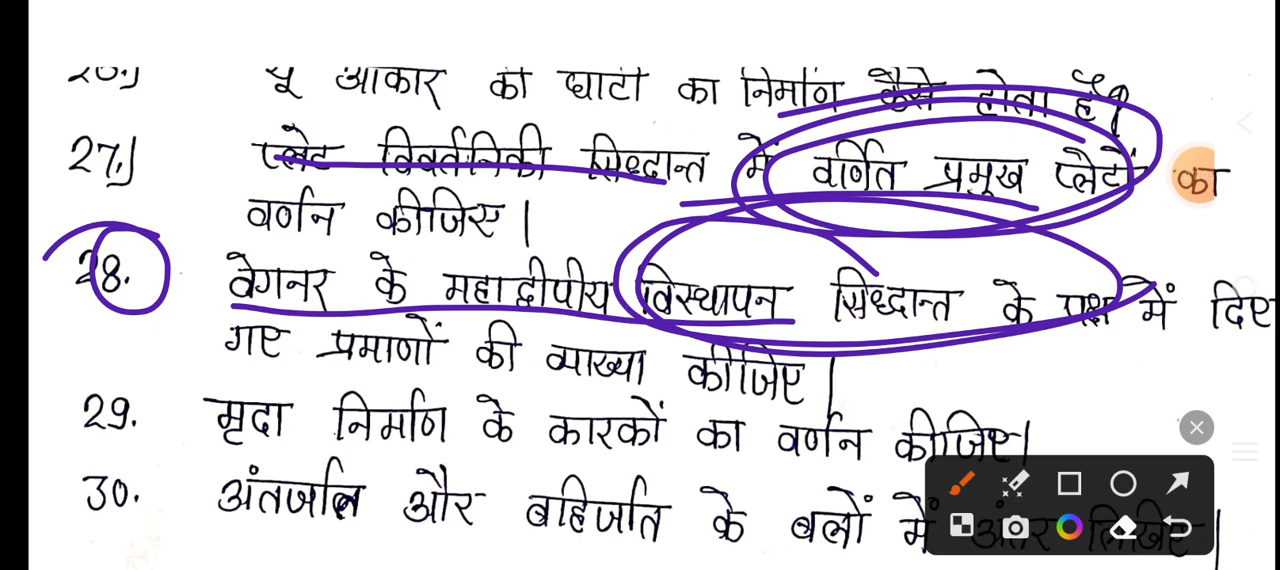 यू आकार की घाटी का निर्माण कैसे होता है?
27.) प्लेट विवर्तनिकी सिद्धान्त में वर्णित प्रमुख प्लेटों का
वर्णन कीजिए।
28. वेगनर के महाद्वीपीय विस्थापन सिद्धान्त के पक्ष में दिए
गए प्रमाणों की व्याख्या कीजिए।
29. मृदा निर्माण के कारकों का वर्णन कीजिए।
30. अंतर्जात और बहिर्जात के बलों में अंतर लिखिए।